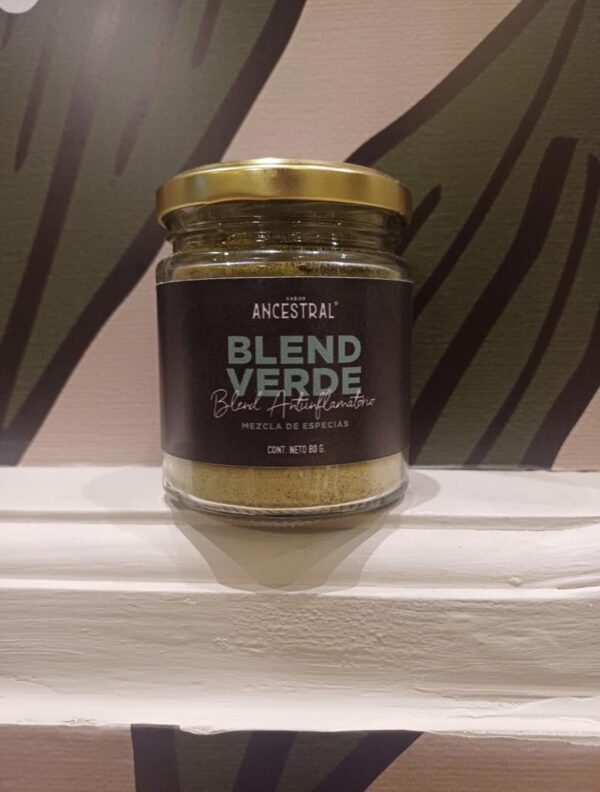 SABOR
ANCESTRAL®
BLEND
VERDE
Blend Antiinflamatorio
MEZCLA DE ESPECIAS
CONT. NETO 80 G.